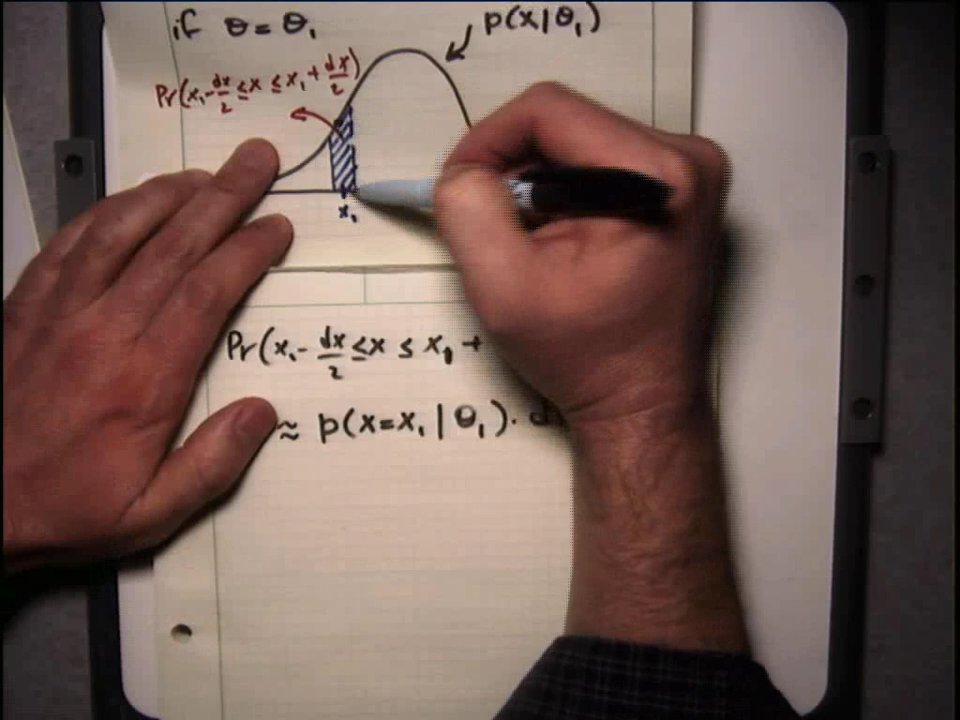 if θ = θ₁
p(x|θ₁)
Pr(x₁ - dx/2 ≤ x ≤ x₁ + dx/2)
x₁
Pr(x₁ - dx/2 ≤ x ≤ x₁ +
≈ p(x=x₁ | θ₁) · d